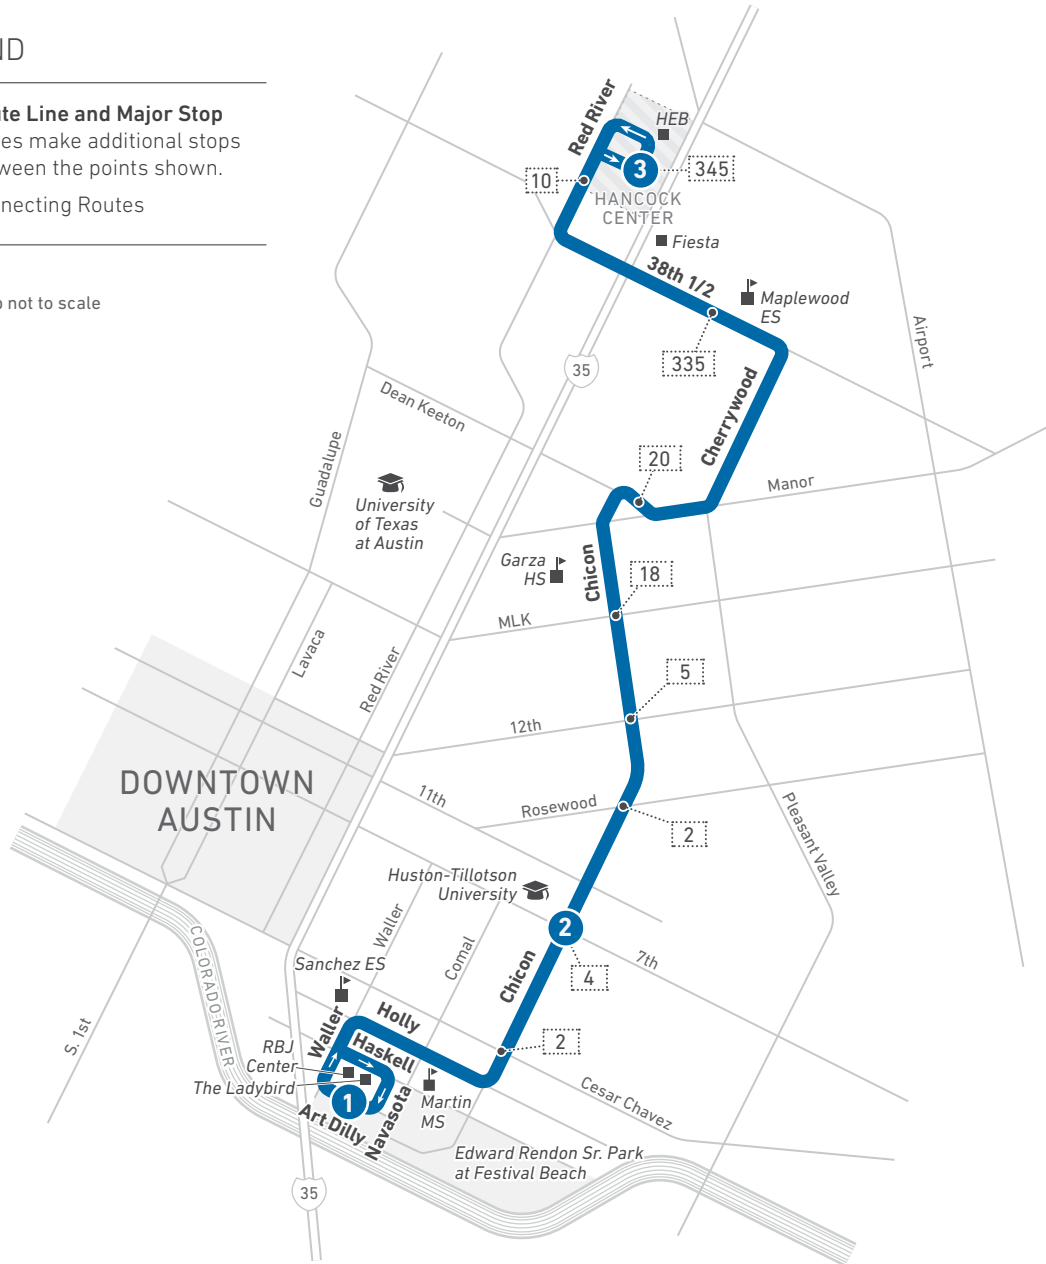 ND
te Line and Major Stop
es make additional stops
ween the points shown.
necting Routes
o not to scale
Red River
HEB
3
345
10
HANCOCK
CENTER
Fiesta
38th 1/2
Maplewood
ES
335
35
Airport
Cherrywood
Dean Keeton
Guadalupe
20
Manor
University
of Texas
at Austin
Garza
HS
Chicon
18
MLK
Lavaca
Red River
5
12th
DOWNTOWN
AUSTIN
11th
Rosewood
2
Pleasant Valley
Huston-Tillotson
University
2
Waller
Comal
Chicon
7th
4
COLORADO RIVER
Sanchez ES
S. 1st
Waller
Holly
Haskell
2
RBJ
Center
The Ladybird
1
Navasota
Martin
MS
Cesar Chavez
Art Dilly
Edward Rendon Sr. Park
at Festival Beach
35